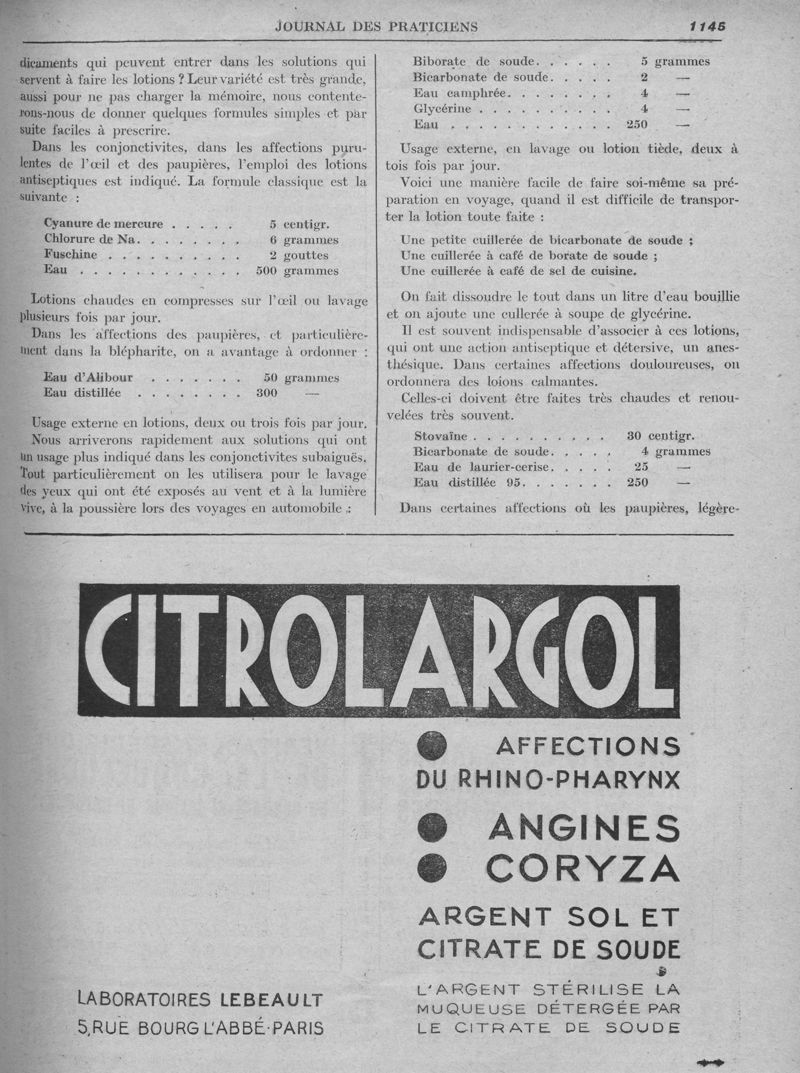 JOURNAL DES PRATICIENS 1145
dicaments qui peuvent entrer dans les solutions qui
servent à faire les lotions ? Leur variété est très grande,
aussi pour ne pas charger la mémoire, nous contente-
rons-nous de donner quelques formules simples et par
suite faciles à prescrire.
Dans les conjonctivites, dans les affections puru-
lentes de l'œil et des paupières, l'emploi des lotions
antiseptiques est indiqué. La formule classique est la
suivante :
Cyanure de mercure . . . . . 5 centigr.
Chlorure de Na. . . . . . . . 6 grammes
Fuschine . . . . . . . . . . 2 gouttes
Eau . . . . . . . . . . . . 500 grammes
Lotions chaudes en compresses sur l'œil ou lavage
plusieurs fois par jour.
Dans les affections des paupières, et particulière-
ment dans la blépharite, on a avantage à ordonner :
Eau d'Alibour . . . . . . . 50 grammes
Eau distillée . . . . . . . . 300 —
Usage externe en lotions, deux ou trois fois par jour.
Nous arriverons rapidement aux solutions qui ont
un usage plus indiqué dans les conjonctivites subaiguës.
Tout particulièrement on les utilisera pour le lavage
des yeux qui ont été exposés au vent et à la lumière
vive, à la poussière lors des voyages en automobile :
Biborate de soude. . . . . . 5 grammes
Bicarbonate de soude. . . . . 2 —
Eau camphrée. . . . . . . . 4 —
Glycérine . . . . . . . . . . 4 —
Eau . . . . . . . . . . . . 250 —
Usage externe, en lavage ou lotion tiède, deux à
tois fois par jour.
Voici une manière facile de faire soi-même sa pré-
paration en voyage, quand il est difficile de transpor-
ter la lotion toute faite :
Une petite cuillerée de bicarbonate de soude ;
Une cuillerée à café de borate de soude ;
Une cuillerée à café de sel de cuisine.
On fait dissoudre le tout dans un litre d'eau bouillie
et on ajoute une cullerée à soupe de glycérine.
Il est souvent indispensable d'associer à ces lotions,
qui ont une action antiseptique et détersive, un anes-
thésique. Dans certaines affections douloureuses, on
ordonnera des loions calmantes.
Celles-ci doivent être faites très chaudes et renou-
velées très souvent.
Stovaïne . . . . . . . . . . 30 centigr.
Bicarbonate de soude. . . . . 4 grammes
Eau de laurier-cerise. . . . . 25 —
Eau distillée 95. . . . . . . 250 —
Dans certaines affections où les paupières, légère-
CITROLARGOL
● AFFECTIONS
DU RHINO-PHARYNX
● ANGINES
● CORYZA
ARGENT SOL ET
CITRATE DE SOUDE
L'ARGENT STÉRILISE LA
MUQUEUSE DÉTERGÉE PAR
LE CITRATE DE SOUDE
LABORATOIRES LEBEAULT
5, RUE BOURG L'ABBÉ·PARIS